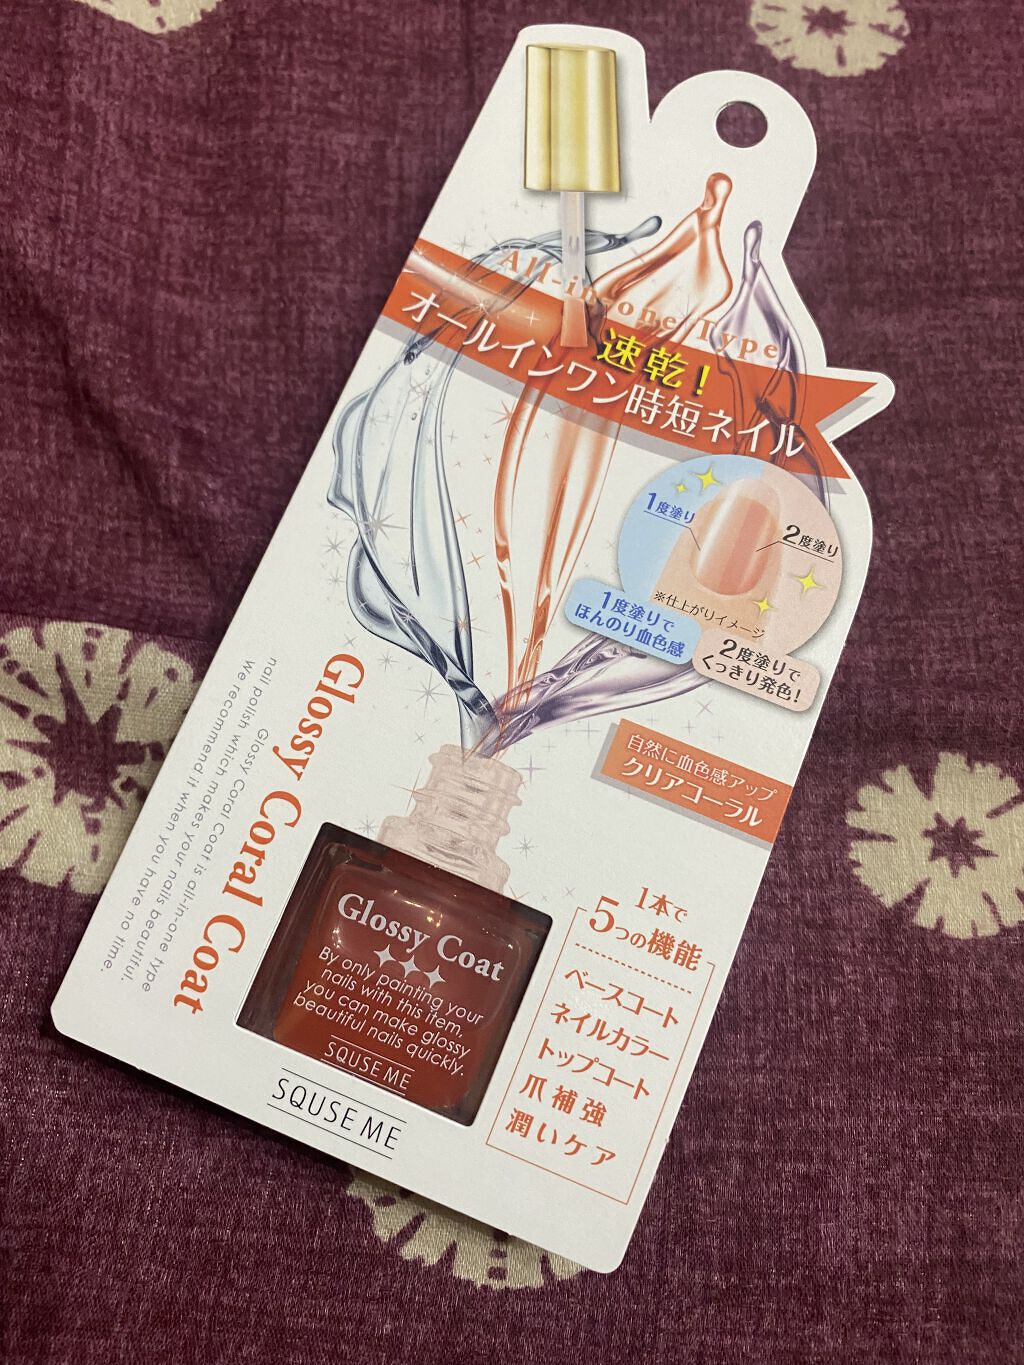 All-in-one Type
速乾!
オールインワン時短ネイル
1度塗り
2度塗り
※仕上がりイメージ
1度塗りで
ほんのり血色感
2度塗りで
くっきり発色!
自然に血色感アップ
クリアコーラル
Glossy Coral Coat
Glossy Coral Coat is all-in-one type
nail polish which makes your nails beautiful.
We recommend it when you have no time.
Glossy Coat
By only painting your
nails with this item,
you can make glossy
beautiful nails quickly.
SQUSE ME
SQUSE ME
1本で
5つの機能
ベースコート
ネイルカラー
トップコート
爪補強
潤いケア